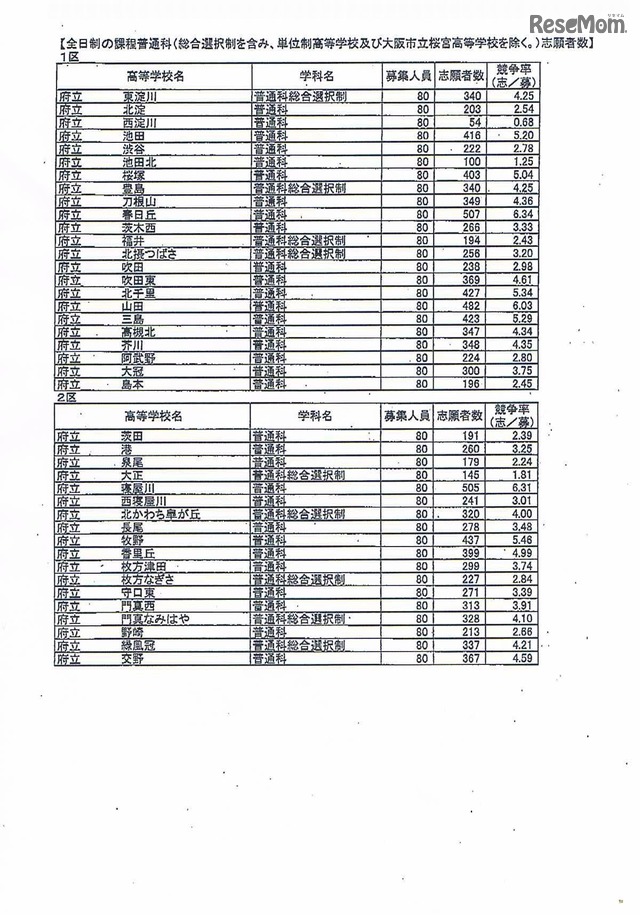 リセマム
ReseMom.
【全日制の課程普通科(総合選択制を含み、単位制高等学校及び大阪市立桜宮高等学校を除く。)志願者数】
1区
高等学校名 学科名 募集人員 志願者数 競争率(志/募)
府立 東淀川 普通科総合選択制 80 340 4.25
府立 北淀 普通科 80 203 2.54
府立 西淀川 普通科 80 54 0.68
府立 池田 普通科 80 416 5.20
府立 渋谷 普通科 80 222 2.78
府立 池田北 普通科 80 100 1.25
府立 桜塚 普通科 80 403 5.04
府立 豊島 普通科総合選択制 80 340 4.25
府立 刀根山 普通科 80 349 4.36
府立 春日丘 普通科 80 507 6.34
府立 茨木西 普通科 80 266 3.33
府立 福井 普通科総合選択制 80 194 2.43
府立 北摂つばさ 普通科総合選択制 80 256 3.20
府立 吹田 普通科 80 238 2.98
府立 吹田東 普通科 80 369 4.61
府立 北千里 普通科 80 427 5.34
府立 山田 普通科 80 482 6.03
府立 三島 普通科 80 423 5.29
府立 高槻北 普通科 80 347 4.34
府立 芥川 普通科 80 348 4.35
府立 阿武野 普通科 80 224 2.80
府立 大冠 普通科 80 300 3.75
府立 島本 普通科 80 196 2.45
2区
高等学校名 学科名 募集人員 志願者数 競争率(志/募)
府立 茨田 普通科 80 191 2.39
府立 港 普通科 80 260 3.25
府立 泉尾 普通科 80 179 2.24
府立 大正 普通科総合選択制 80 145 1.81
府立 寝屋川 普通科 80 505 6.31
府立 西寝屋川 普通科 80 241 3.01
府立 北かわち皐が丘 普通科総合選択制 80 320 4.00
府立 長尾 普通科 80 278 3.48
府立 牧野 普通科 80 437 5.46
府立 香里丘 普通科 80 399 4.99
府立 枚方津田 普通科 80 299 3.74
府立 枚方なぎさ 普通科総合選択制 80 227 2.84
府立 守口東 普通科 80 271 3.39
府立 門真西 普通科 80 313 3.91
府立 門真なみはや 普通科総合選択制 80 328 4.10
府立 野崎 普通科 80 213 2.66
府立 緑風冠 普通科総合選択制 80 337 4.21
府立 交野 普通科 80 367 4.59